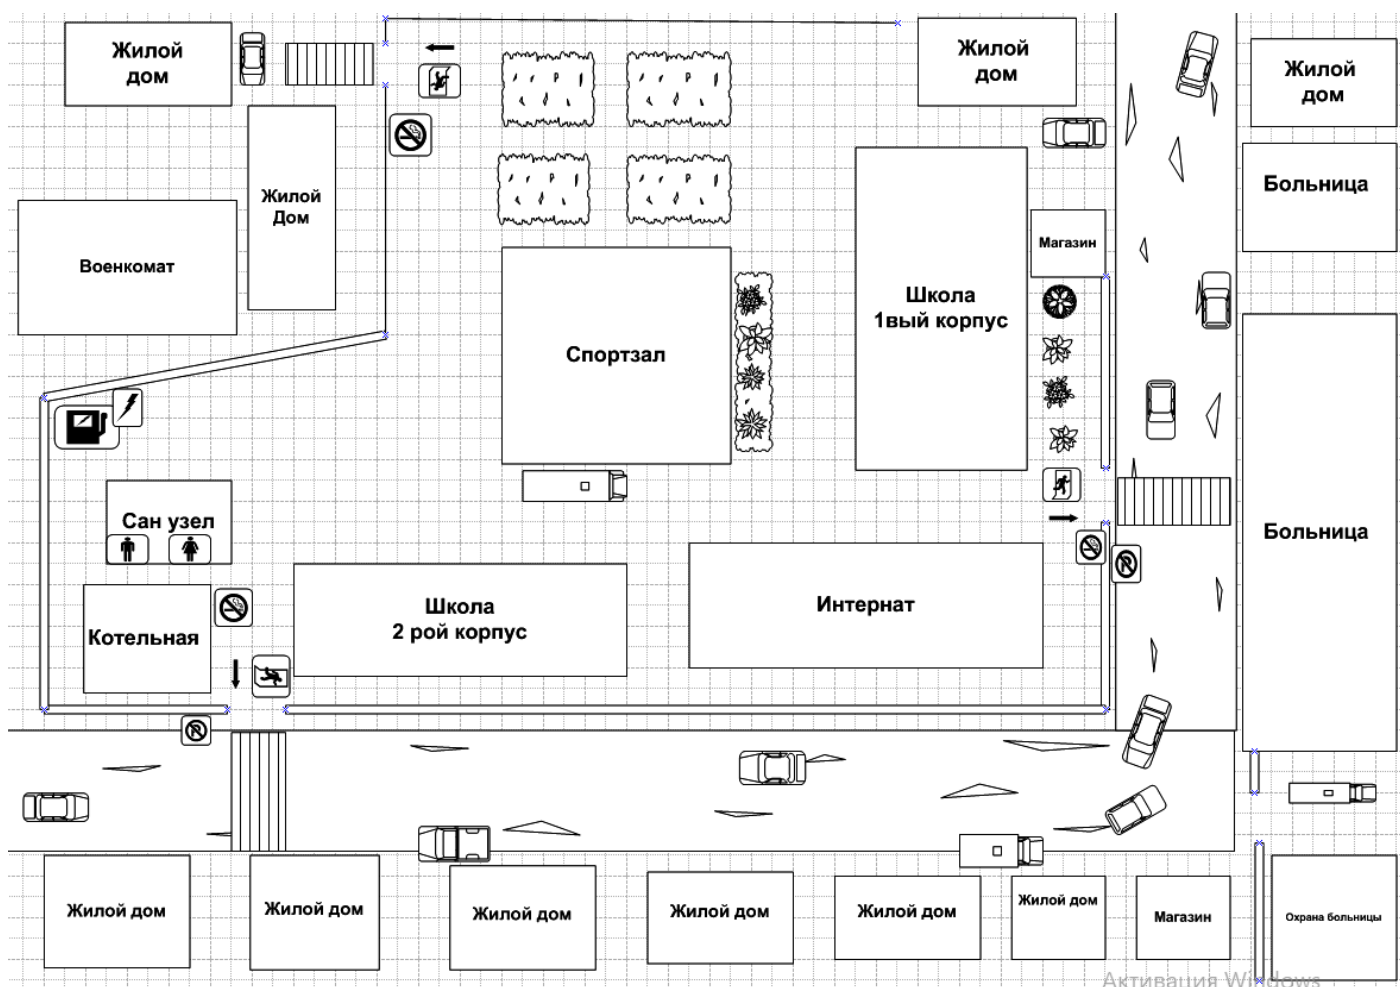 Жилой
дом
Жилой
дом
Жилой
дом
Жилой
Дом
Больница
Магазин
Военкомат
Школа
1вый корпус
Спортзал
Сан узел
Больница
Школа
2 рой корпус
Интернат
Котельная
Жилой дом
Жилой дом
Жилой дом
Жилой дом
Жилой дом
Жилой дом
Магазин
Охрана больницы
Активация Windows